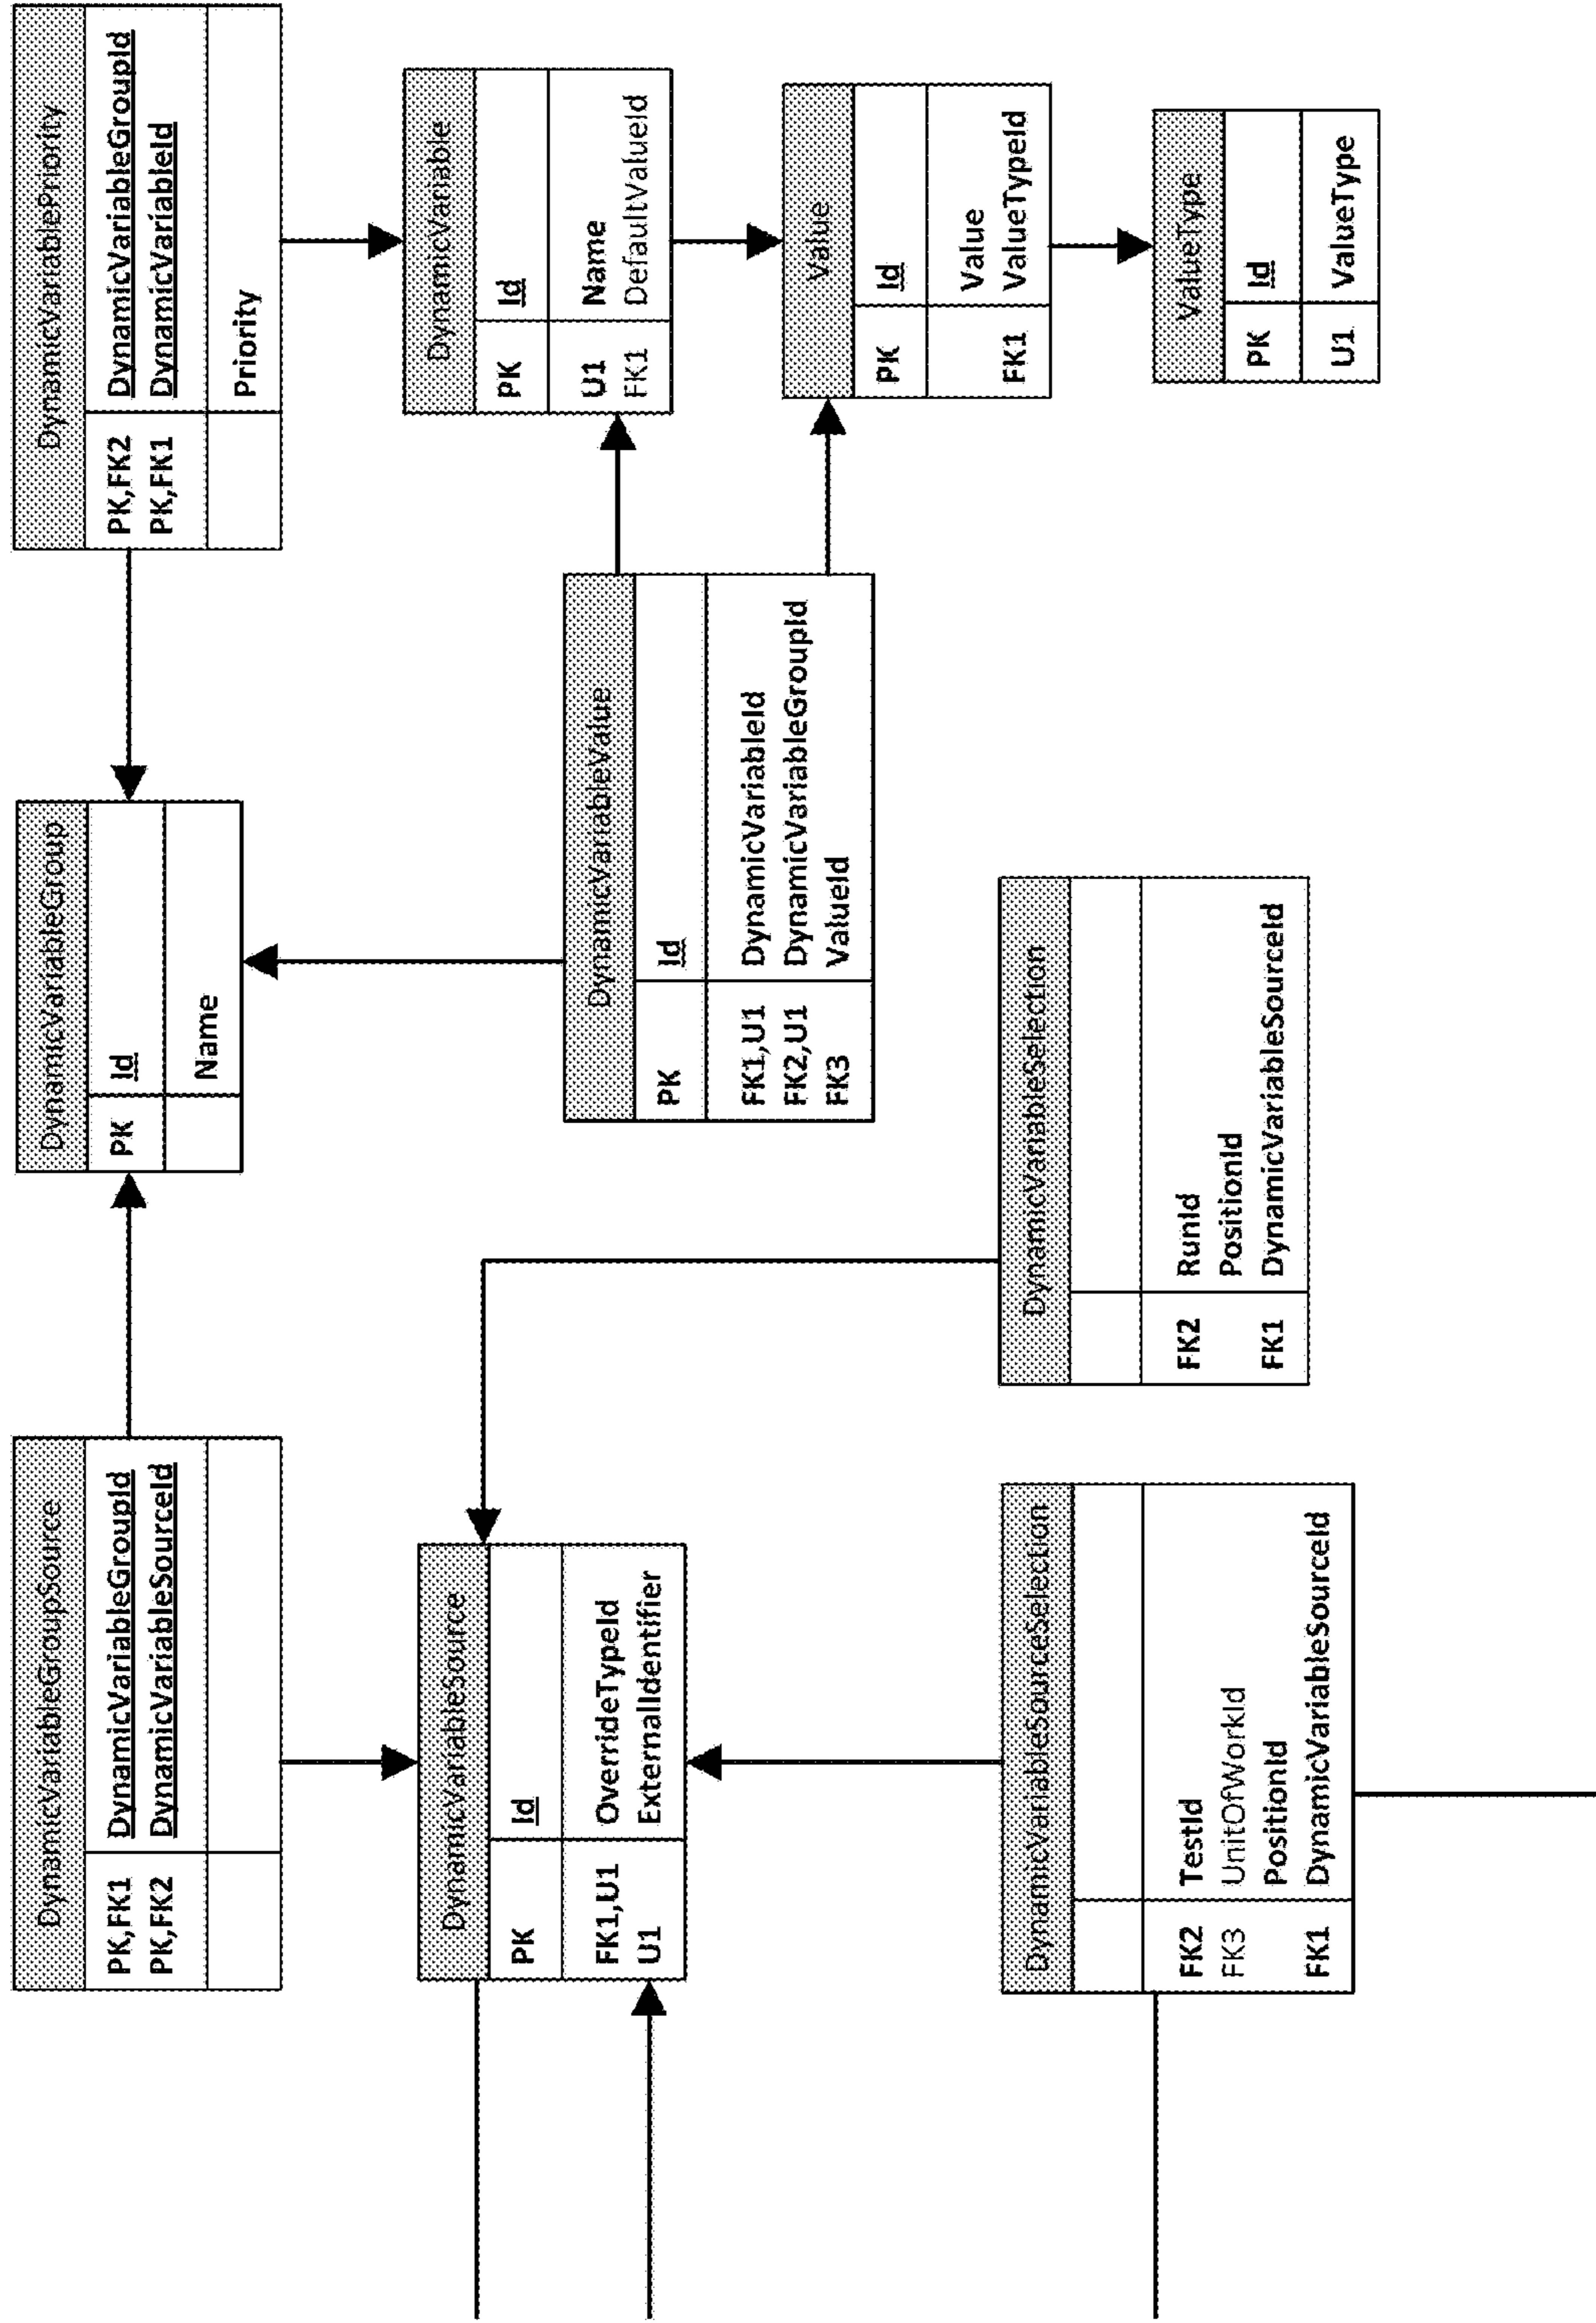 DynamicVariableGroupSource
PK,FK1 DynamicVariableGroupId
PK,FK2 DynamicVariableSourceId
DynamicVariableGroup
PK Id
Name
DynamicVariablePriority
PK,FK2 DynamicVariableGroupId
PK,FK1 DynamicVariableId
Priority
DynamicVariableSource
PK Id
FK1,U1 OverrideTypeId
U1 ExternalIdentifier
DynamicVariableValue
PK Id
FK1,U1 DynamicVariableId
FK2,U1 DynamicVariableGroupId
FK3 ValueId
DynamicVariable
PK Id
U1 Name
FK1 DefaultValueId
Value
PK Id
Value
FK1 ValueTypeId
DynamicVariableSourceSelection
FK2 TestId
FK3 UnitOfWorkId
PositionId
FK1 DynamicVariableSourceId
DynamicVariableSelection
FK2 RunId
PositionId
FK1 DynamicVariableSourceId
ValueType
PK Id
U1 ValueType